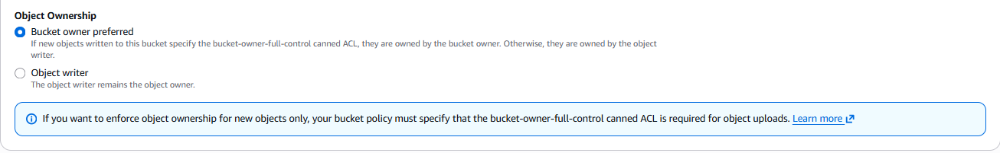 Object Ownership
Bucket owner preferred
If new objects written to this bucket specify the bucket-owner-full-control canned ACL, they are owned by the bucket owner. Otherwise, they are owned by the object
writer.
Object writer
The object writer remains the object owner.
If you want to enforce object ownership for new objects only, your bucket policy must specify that the bucket-owner-full-control canned ACL is required for object uploads. Learn more